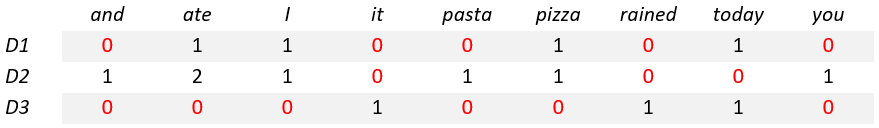 and ate I it pasta pizza rained today you
D1 0 1 1 0 0 1 0 1 0
D2 1 2 1 0 1 1 0 0 1
D3 0 0 0 1 0 0 1 1 0